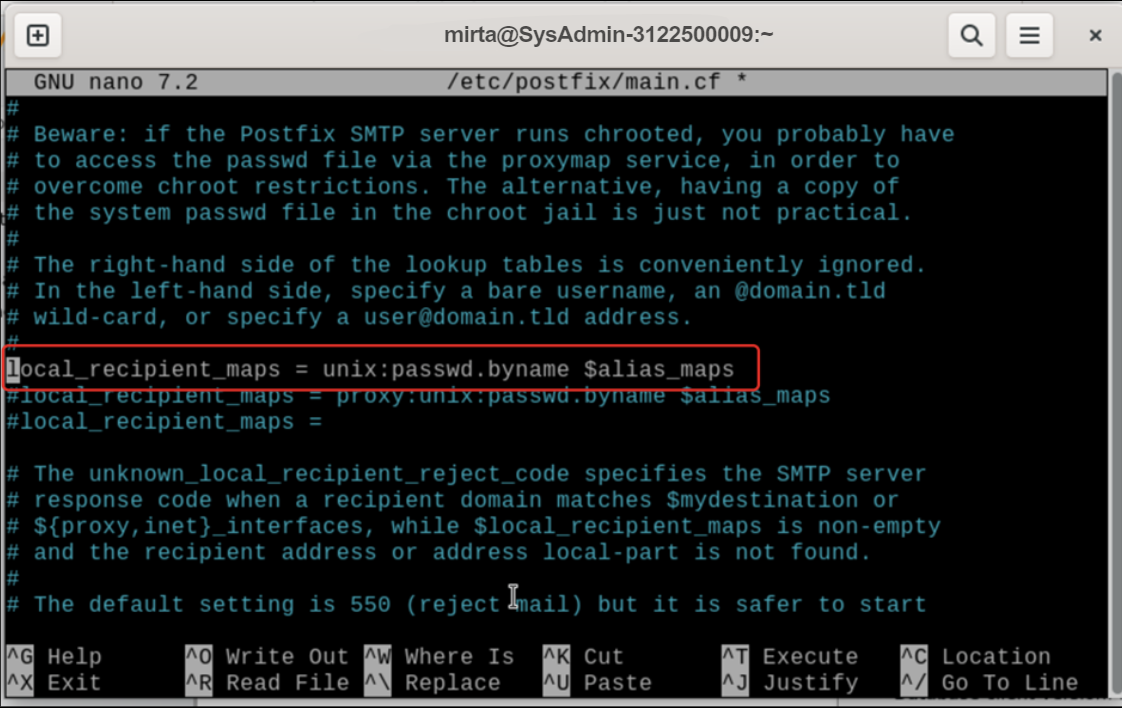 mirta@SysAdmin-3122500009:~
GNU nano 7.2 /etc/postfix/main.cf *
#
# Beware: if the Postfix SMTP server runs chrooted, you probably have
# to access the passwd file via the proxymap service, in order to
# overcome chroot restrictions. The alternative, having a copy of
# the system passwd file in the chroot jail is just not practical.
#
# The right-hand side of the lookup tables is conveniently ignored.
# In the left-hand side, specify a bare username, an @domain.tld
# wild-card, or specify a user@domain.tld address.
#
local_recipient_maps = unix:passwd.byname $alias_maps
#local_recipient_maps = proxy:unix:passwd.byname $alias_maps
#local_recipient_maps =
# The unknown_local_recipient_reject_code specifies the SMTP server
# response code when a recipient domain matches $mydestination or
# ${proxy,inet}_interfaces, while $local_recipient_maps is non-empty
# and the recipient address or address local-part is not found.
#
# The default setting is 550 (reject mail) but it is safer to start
^G Help ^O Write Out ^W Where Is ^K Cut ^T Execute ^C Location
^X Exit ^R Read File ^\ Replace ^U Paste ^J Justify ^/ Go To Line